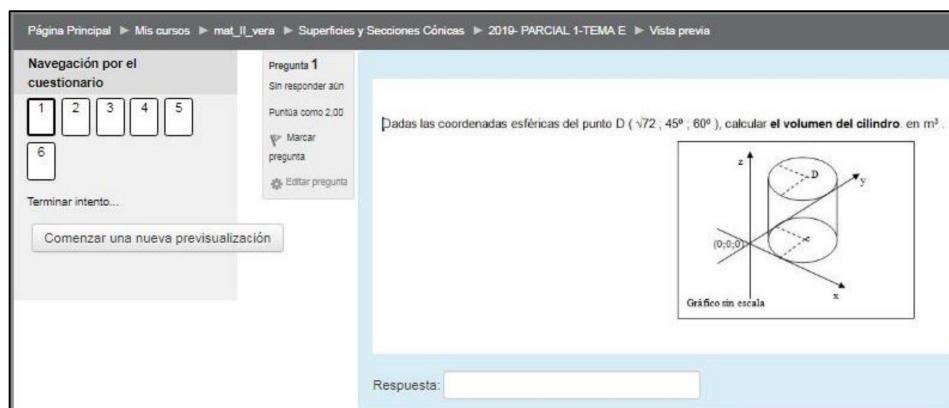 Página Principal ▶ Mis cursos ▶ mat_II_vera ▶ Superficies y Secciones Cónicas ▶ 2019- PARCIAL 1-TEMA E ▶ Vista previa
Navegación por el
cuestionario
1 2 3 4 5
6
Terminar intento...
Comenzar una nueva previsualización
Pregunta 1
Sin responder aún
Puntúa como 2,00
Marcar
pregunta
Editar pregunta
Dadas las coordenadas esféricas del punto D ( √72 ; 45º ; 60º ), calcular el volumen del cilindro. en m³ .
z
D
y
(0;0;0)
c
x
Gráfico sin escala
Respuesta: